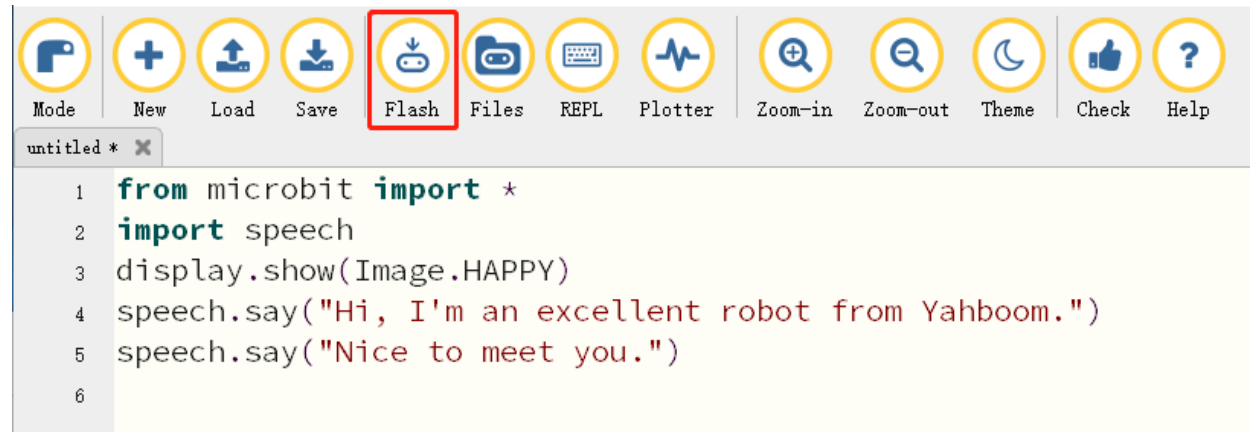 Mode New Load Save Flash Files REPL Plotter Zoom-in Zoom-out Theme Check Help
untitled *
1 from microbit import *
2 import speech
3 display.show(Image.HAPPY)
4 speech.say("Hi, I'm an excellent robot from Yahboom.")
5 speech.say("Nice to meet you.")
6